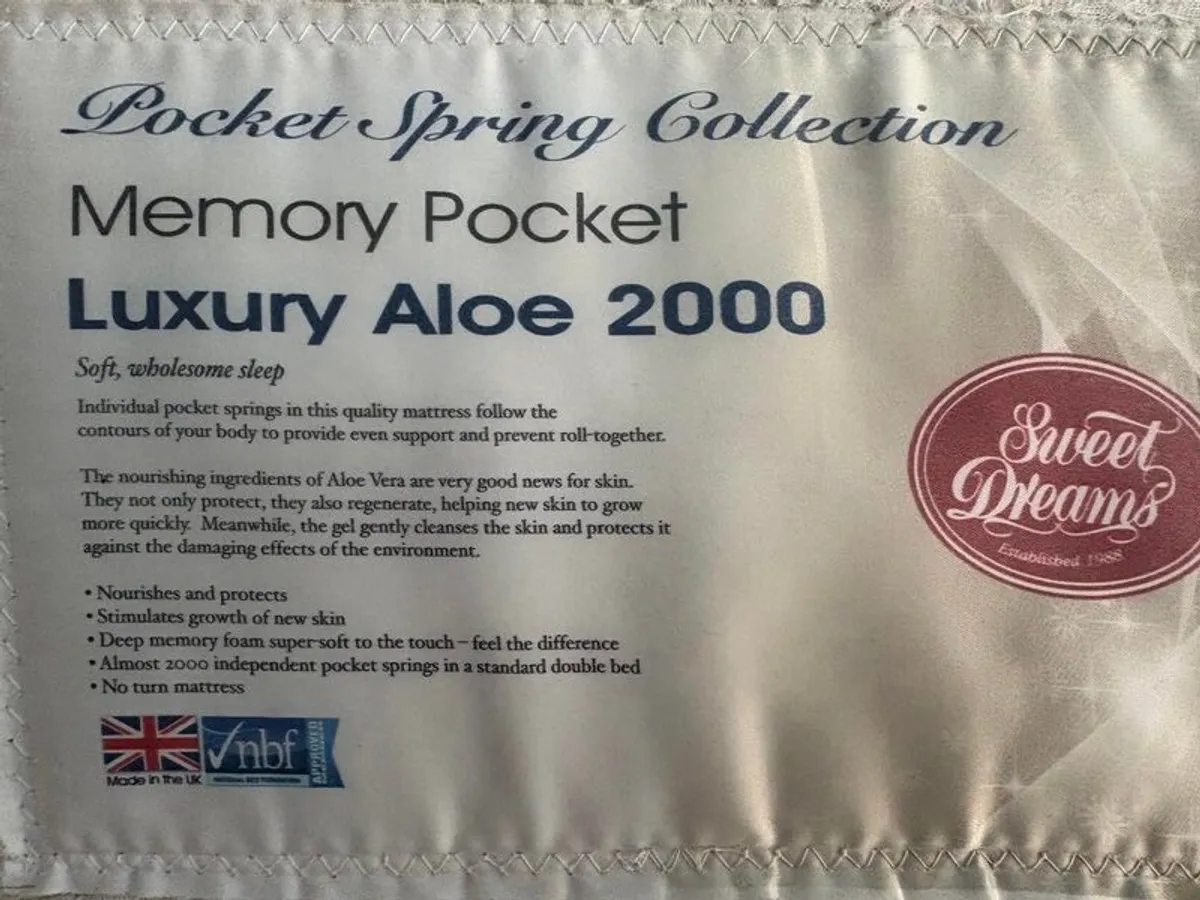 Pocket Spring Collection
Memory Pocket
Luxury Aloe 2000
Soft, wholesome sleep
Individual pocket springs in this quality mattress follow the
contours of your body to provide even support and prevent roll-together.
The nourishing ingredients of Aloe Vera are very good news for skin.
They not only protect, they also regenerate, helping new skin to grow
more quickly. Meanwhile, the gel gently cleanses the skin and protects it
against the damaging effects of the environment.
• Nourishes and protects
• Stimulates growth of new skin
• Deep memory foam super-soft to the touch – feel the difference
• Almost 2000 independent pocket springs in a standard double bed
• No turn mattress
Made in the UK
nbf
NATIONAL BED FEDERATION
APPROVED
Sweet
Dreams
Established 1988